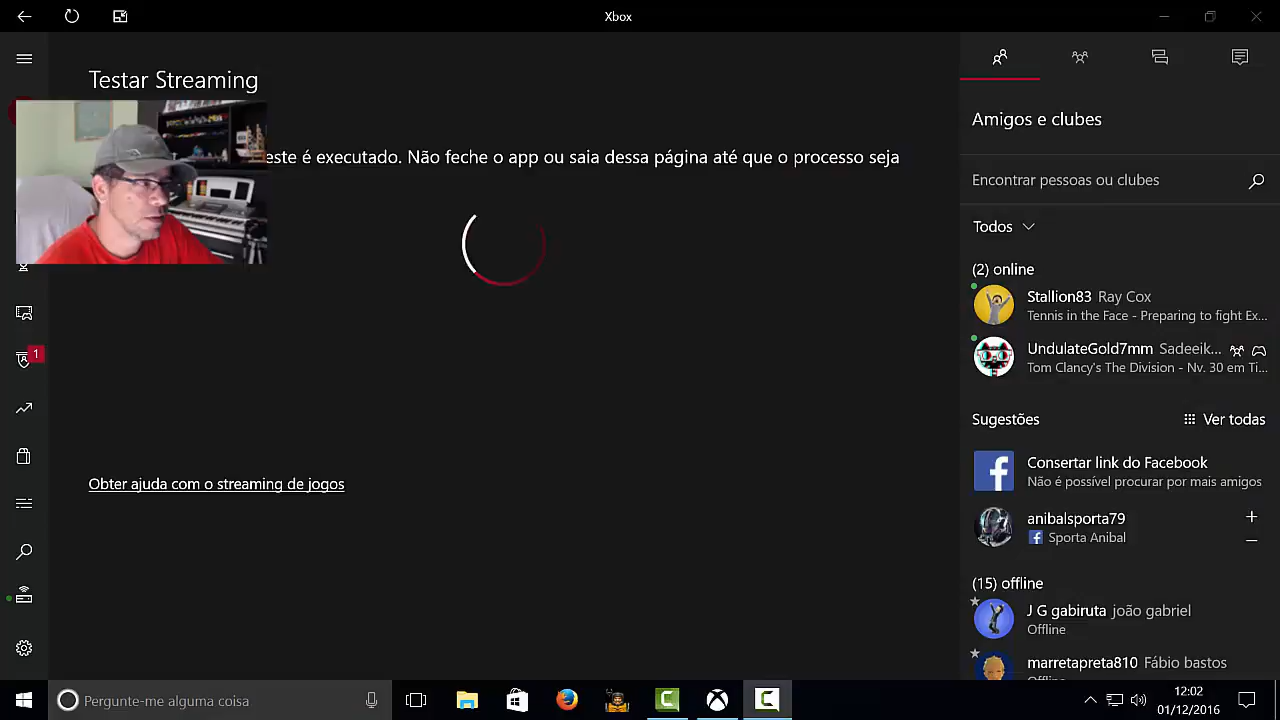 Xbox
Testar Streaming
este é executado. Não feche o app ou saia dessa página até que o processo seja
Obter ajuda com o streaming de jogos
1
Amigos e clubes
Encontrar pessoas ou clubes
Todos
(2) online
Stallion83 Ray Cox
Tennis in the Face - Preparing to fight Ex...
UndulateGold7mm Sadeeik...
Tom Clancy's The Division - Nv. 30 em Ti...
Sugestões
Ver todas
Consertar link do Facebook
Não é possível procurar por mais amigos
anibalsporta79
Sporta Anibal
(15) offline
J G gabiruta joão gabriel
Offline
marretapreta810 Fábio bastos
Offline
Pergunte-me alguma coisa
12:02
01/12/2016